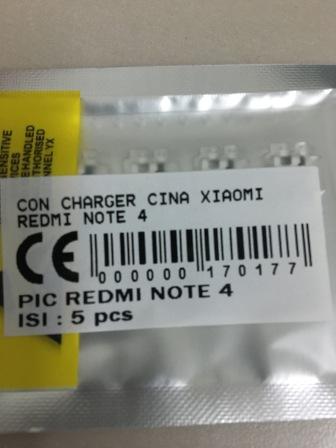 CON CHARGER CINA XIAOMI
REDMI NOTE 4
CE
000000 170177
PIC REDMI NOTE 4
ISI : 5 pcs